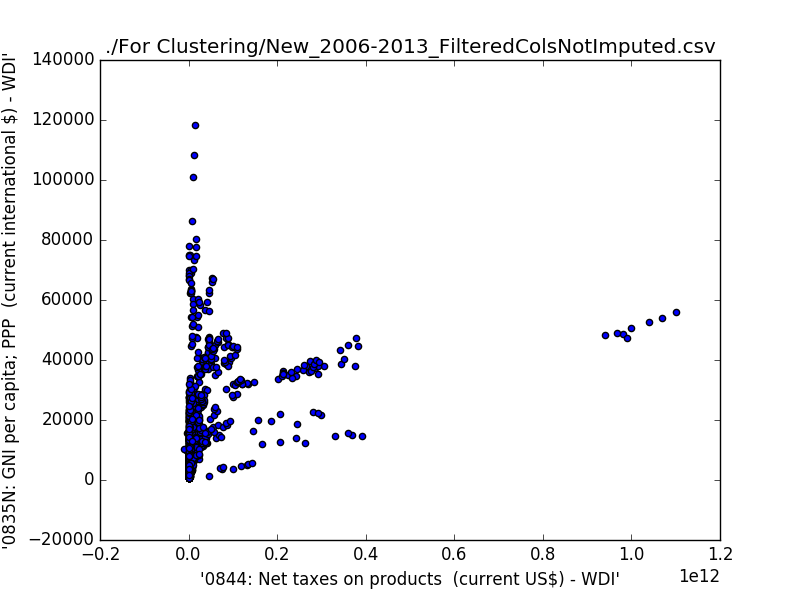 ./For Clustering/New_2006-2013_FilteredColsNotImputed.csv
140000
120000
100000
80000
60000
40000
20000
0
−20000
−0.2 0.0 0.2 0.4 0.6 0.8 1.0 1.2
1e12
'0844: Net taxes on products  (current US$) - WDI'
'0835N: GNI per capita; PPP  (current international $) - WDI'